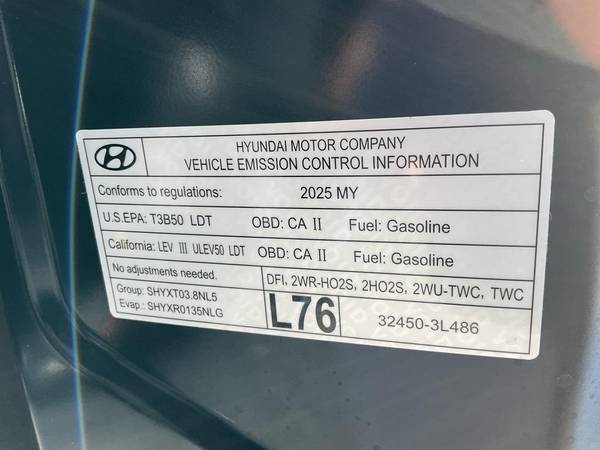 HYUNDAI MOTOR COMPANY
VEHICLE EMISSION CONTROL INFORMATION
Conforms to regulations: 2025 MY
U.S.EPA: T3B50 LDT OBD: CA II Fuel: Gasoline
California: LEV III ULEV50 LDT OBD: CA II Fuel: Gasoline
No adjustments needed.
DFI, 2WR-HO2S, 2HO2S, 2WU-TWC, TWC
Group: SHYXT03.8NL5
Evap.: SHYXR0135NLG
L76
32450-3L486